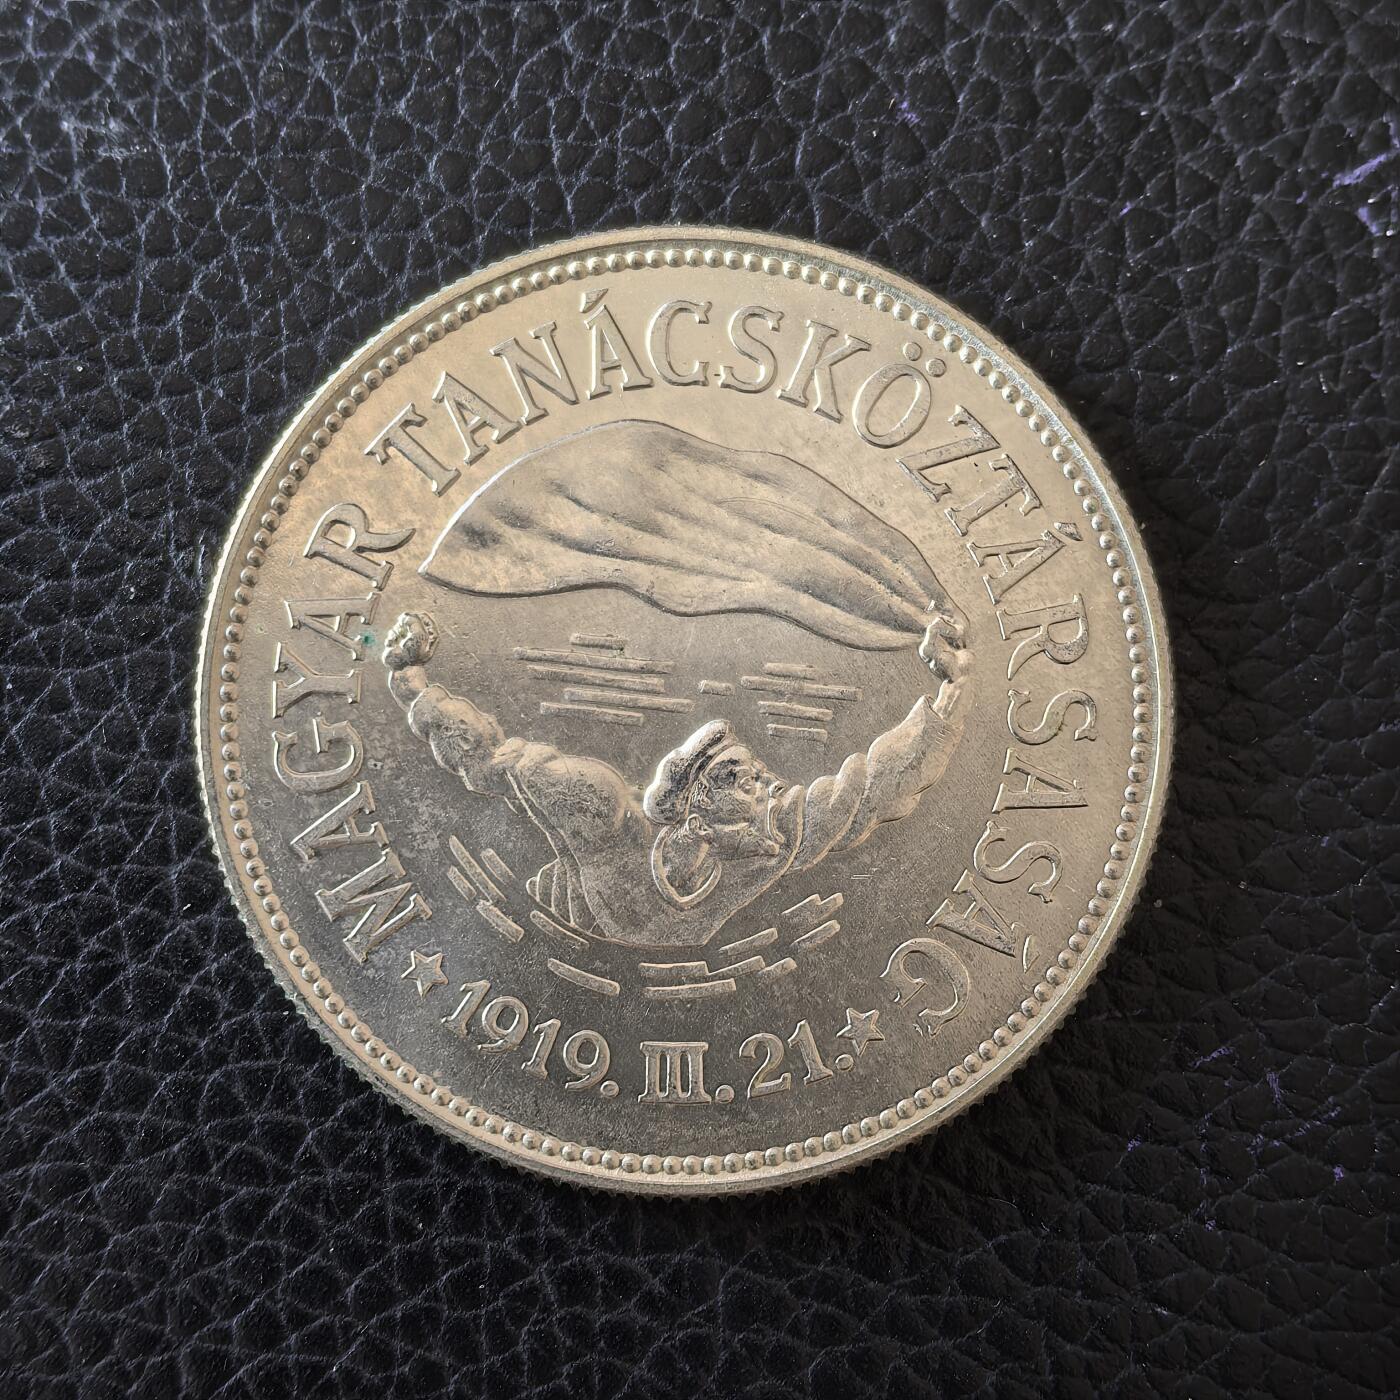 MAGYAR TANÁCSKÖZTÁRSASÁG
★ 1919. III. 21. ★